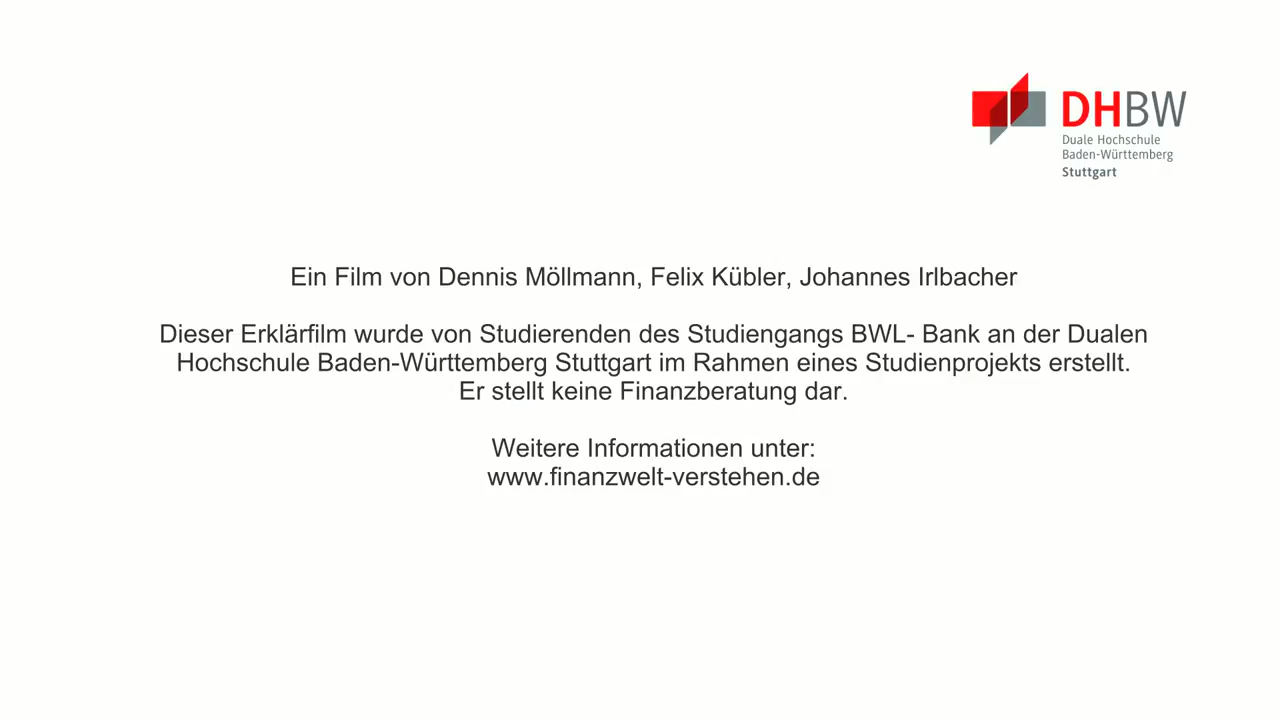 DHBW
Duale Hochschule
Baden-Württemberg
Stuttgart
Ein Film von Dennis Möllmann, Felix Kübler, Johannes Irlbacher
Dieser Erklärfilm wurde von Studierenden des Studiengangs BWL- Bank an der Dualen
Hochschule Baden-Württemberg Stuttgart im Rahmen eines Studienprojekts erstellt.
Er stellt keine Finanzberatung dar.
Weitere Informationen unter:
www.finanzwelt-verstehen.de